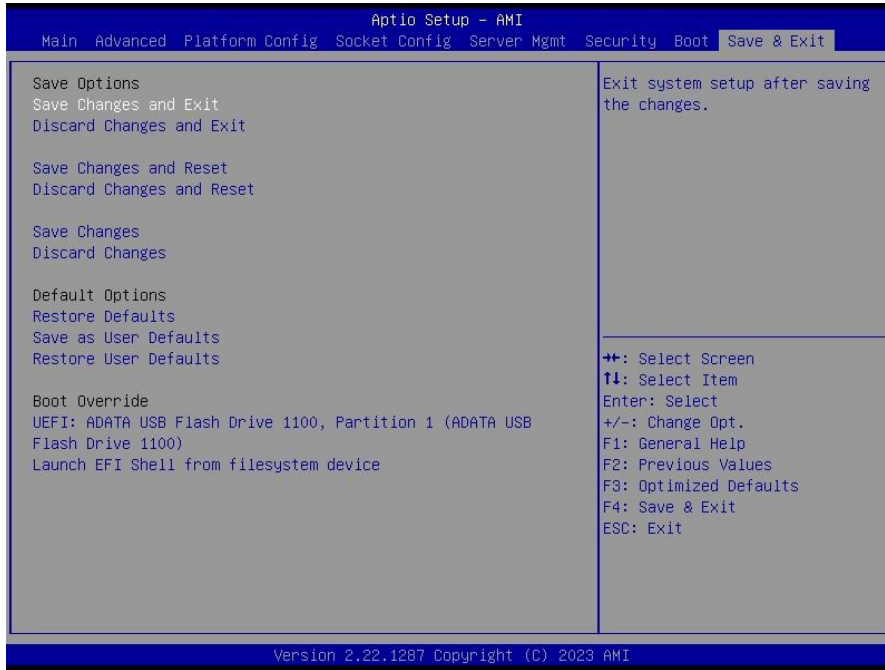 Aptio Setup - AMI
Main Advanced Platform Config Socket Config Server Mgmt Security Boot Save & Exit
Save Options
Save Changes and Exit
Discard Changes and Exit
Save Changes and Reset
Discard Changes and Reset
Save Changes
Discard Changes
Default Options
Restore Defaults
Save as User Defaults
Restore User Defaults
Boot Override
UEFI: ADATA USB Flash Drive 1100, Partition 1 (ADATA USB
Flash Drive 1100)
Launch EFI Shell from filesystem device
Exit system setup after saving
the changes.
→←: Select Screen
↑↓: Select Item
Enter: Select
+/-: Change Opt.
F1: General Help
F2: Previous Values
F3: Optimized Defaults
F4: Save & Exit
ESC: Exit
Version 2.22.1287 Copyright (C) 2023 AMI